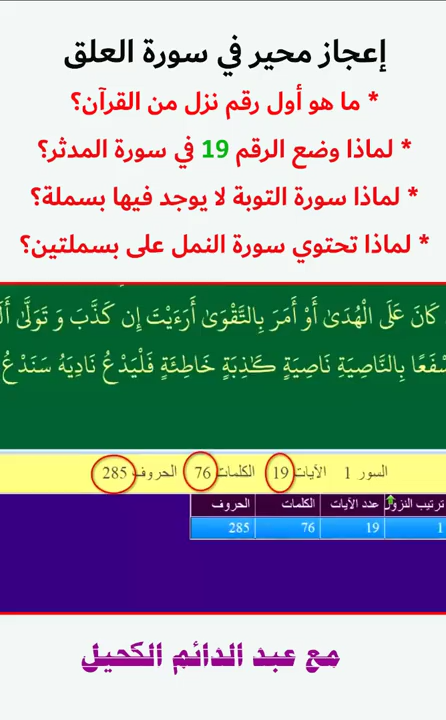 إعجاز محير في سورة العلق
* ما هو أول رقم نزل من القرآن؟
* لماذا وضع الرقم 19 في سورة المدثر؟
* لماذا سورة التوبة لا يوجد فيها بسملة؟
* لماذا تحتوي سورة النمل على بسملتين؟
كَانَ عَلَى الْهُدَىٰ أَوْ أَمَرَ بِالتَّقْوَىٰ أَرَءَيْتَ إِن كَذَّبَ وَ تَوَلَّىٰ
بِالنَّاصِيَةِ نَاصِيَةٍ كَـٰذِبَةٍ خَاطِئَةٍ فَلْيَدْعُ نَادِيَهُ سَنَدْعُ
السور 1 الآيات 19 الكلمات 76 الحروف 285
ترتيب النزول عدد الآيات الكلمات الحروف
1 19 76 285
مع عبد الدائم الكحيل